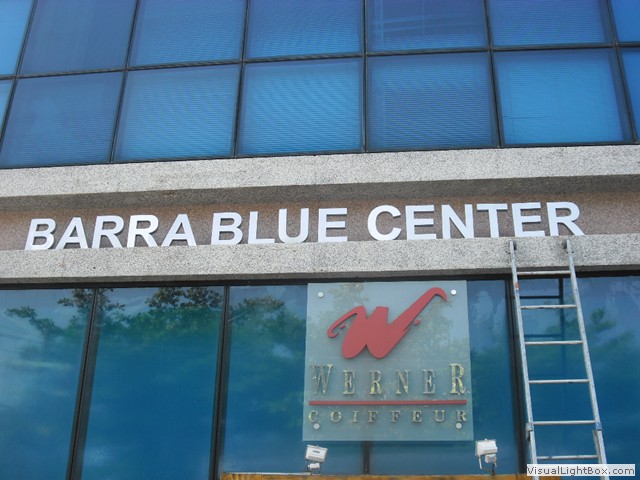 BARRA BLUE CENTER
WERNER
COIFFEUR
VisualLightBox.com